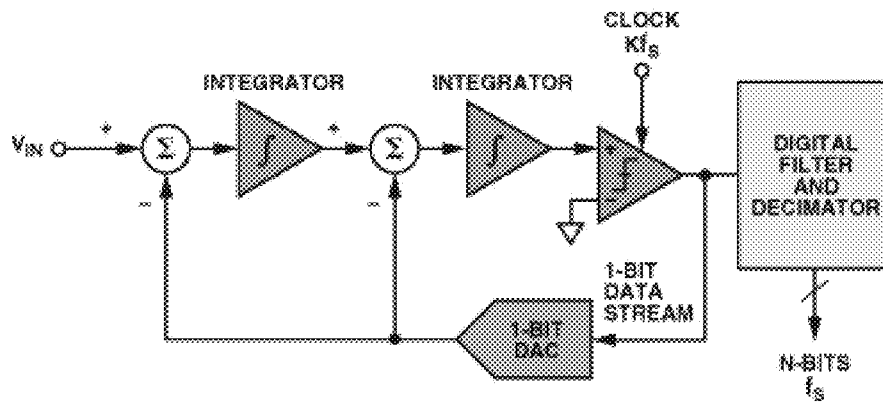 CLOCK
Kfs
INTEGRATOR
INTEGRATOR
VIN
+
Σ
∫
+
Σ
∫
+
−
−
DIGITAL
FILTER
AND
DECIMATOR
1-BIT
DATA
STREAM
1-BIT
DAC
N-BITS
fs